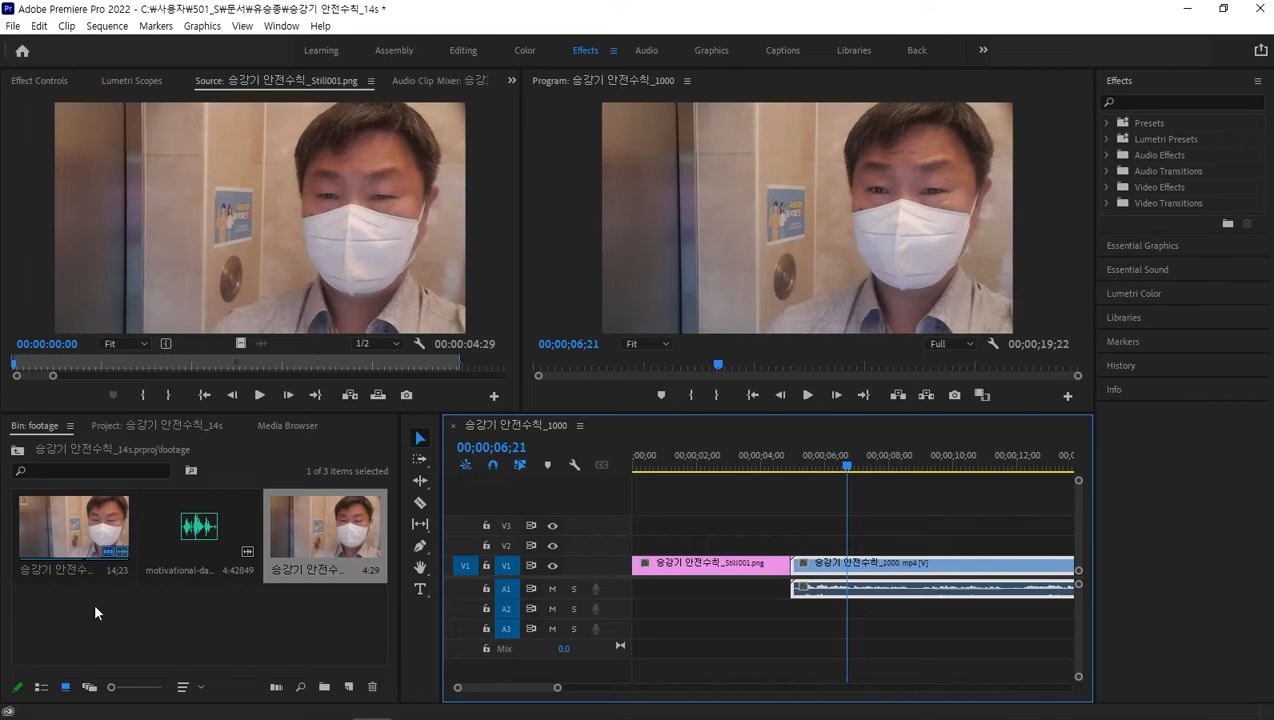 Adobe Premiere Pro 2022 - C:₩사용자₩501_S₩문서₩유승종₩승강기 안전수칙_14s *
File Edit Clip Sequence Markers Graphics View Window Help
Learning Assembly Editing Color Effects Audio Graphics Captions Libraries Back
Effect Controls Lumetri Scopes Source: 승강기 안전수칙_Still001.png Audio Clip Mixer: 승강
Program: 승강기 안전수칙_1000
Effects
Presets
Lumetri Presets
Audio Effects
Audio Transitions
Video Effects
Video Transitions
Essential Graphics
Essential Sound
Lumetri Color
Libraries
Markers
History
Info
00:00:00:00 Fit 1/2 00:00:04:29
00;00;06;21 Fit Full 00;00;19;22
Bin: footage Project: 승강기 안전수칙_14s Media Browser
승강기 안전수칙_14s.prproj₩footage
1 of 3 items selected
승강기 안전수... 14;23
motivational-da... 4:42849
승강기 안전수... 4:29
승강기 안전수칙_1000
00;00;06;21
;00;00 00;00;02;00 00;00;04;00 00;00;06;00 00;00;08;00 00;00;10;00 00;00;12;00
V3
V2
V1 V1 승강기 안전수칙_Still001.png 승강기 안전수칙_1000.mp4 [V]
A1 M S
A2 M S
A3 M S
Mix 0.0